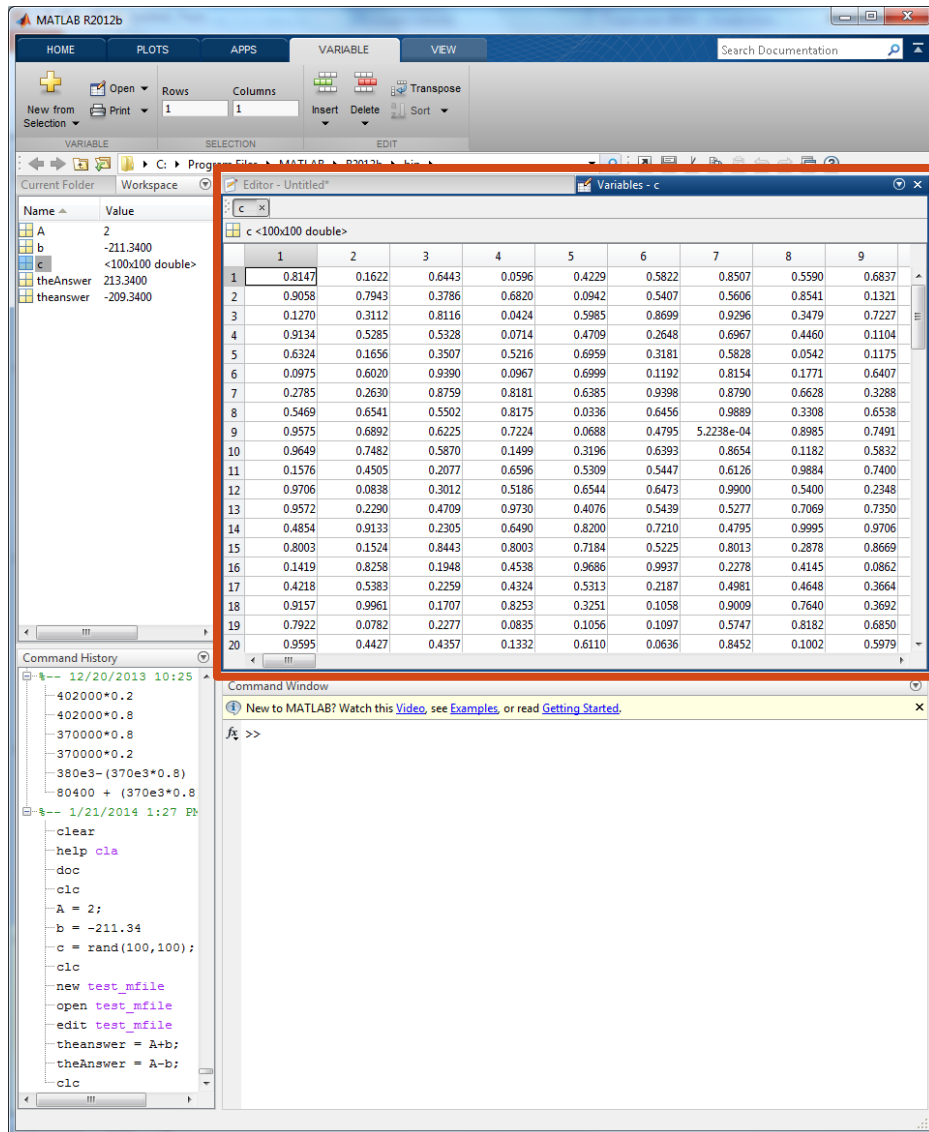 MATLAB R2012b
HOME PLOTS APPS VARIABLE VIEW Search Documentation
New from Selection Open Print Rows 1 Columns 1 Insert Delete Transpose Sort
VARIABLE SELECTION EDIT
C: Program Files MATLAB R2012b bin
Current Folder Workspace
Name Value
A 2
b -211.3400
c <100x100 double>
theAnswer 213.3400
theanswer -209.3400
Editor - Untitled* Variables - c
c
c <100x100 double>
1 2 3 4 5 6 7 8 9
1 0.8147 0.1622 0.6443 0.0596 0.4229 0.5822 0.8507 0.5590 0.6837
2 0.9058 0.7943 0.3786 0.6820 0.0942 0.5407 0.5606 0.8541 0.1321
3 0.1270 0.3112 0.8116 0.0424 0.5985 0.8699 0.9296 0.3479 0.7227
4 0.9134 0.5285 0.5328 0.0714 0.4709 0.2648 0.6967 0.4460 0.1104
5 0.6324 0.1656 0.3507 0.5216 0.6959 0.3181 0.5828 0.0542 0.1175
6 0.0975 0.6020 0.9390 0.0967 0.6999 0.1192 0.8154 0.1771 0.6407
7 0.2785 0.2630 0.8759 0.8181 0.6385 0.9398 0.8790 0.6628 0.3288
8 0.5469 0.6541 0.5502 0.8175 0.0336 0.6456 0.9889 0.3308 0.6538
9 0.9575 0.6892 0.6225 0.7224 0.0688 0.4795 5.2238e-04 0.8985 0.7491
10 0.9649 0.7482 0.5870 0.1499 0.3196 0.6393 0.8654 0.1182 0.5832
11 0.1576 0.4505 0.2077 0.6596 0.5309 0.5447 0.6126 0.9884 0.7400
12 0.9706 0.0838 0.3012 0.5186 0.6544 0.6473 0.9900 0.5400 0.2348
13 0.9572 0.2290 0.4709 0.9730 0.4076 0.5439 0.5277 0.7069 0.7350
14 0.4854 0.9133 0.2305 0.6490 0.8200 0.7210 0.4795 0.9995 0.9706
15 0.8003 0.1524 0.8443 0.8003 0.7184 0.5225 0.8013 0.2878 0.8669
16 0.1419 0.8258 0.1948 0.4538 0.9686 0.9937 0.2278 0.4145 0.0862
17 0.4218 0.5383 0.2259 0.4324 0.5313 0.2187 0.4981 0.4648 0.3664
18 0.9157 0.9961 0.1707 0.8253 0.3251 0.1058 0.9009 0.7640 0.3692
19 0.7922 0.0782 0.2277 0.0835 0.1056 0.1097 0.5747 0.8182 0.6850
20 0.9595 0.4427 0.4357 0.1332 0.6110 0.0636 0.8452 0.1002 0.5979
Command History
%-- 12/20/2013 10:25
402000*0.2
402000*0.8
370000*0.8
370000*0.2
380e3-(370e3*0.8)
80400 + (370e3*0.8
%-- 1/21/2014 1:27 PM
clear
help cla
doc
clc
A = 2;
b = -211.34
c = rand(100,100);
clc
new test_mfile
open test_mfile
edit test_mfile
theanswer = A+b;
theAnswer = A-b;
clc
Command Window
New to MATLAB? Watch this Video, see Examples, or read Getting Started.
fx >>